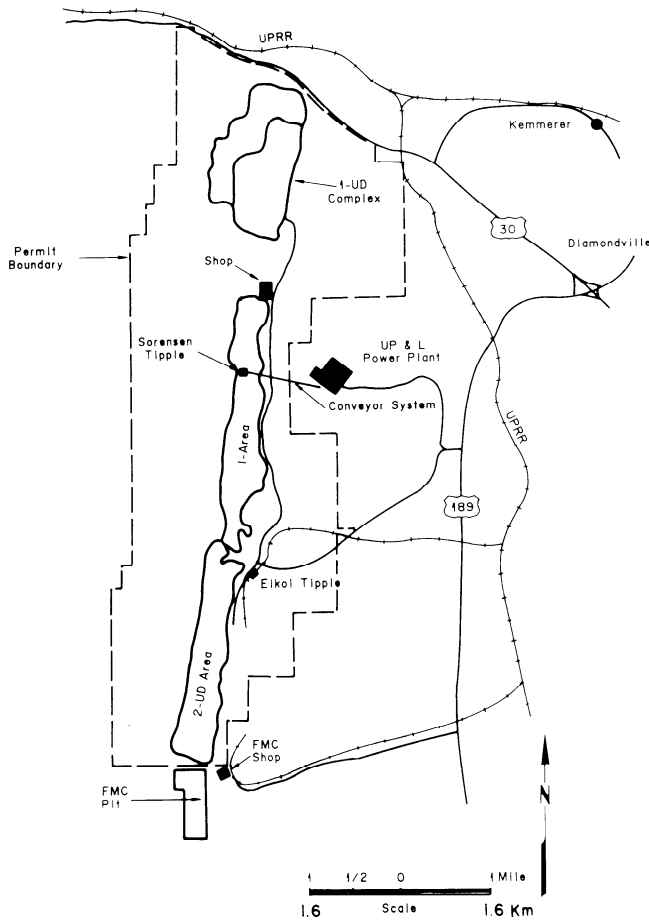 UPRR
Kemmerer
1-UD
Complex
30
Diamondville
Permit
Boundary
Shop
Sorensen
Tipple
UP & L
Power Plant
Conveyor System
1-Area
UPRR
189
Elkol Tipple
2-UD Area
FMC
Shop
FMC
Pit
N
1 1/2 0 1 Mile
1.6 Scale 1.6 Km